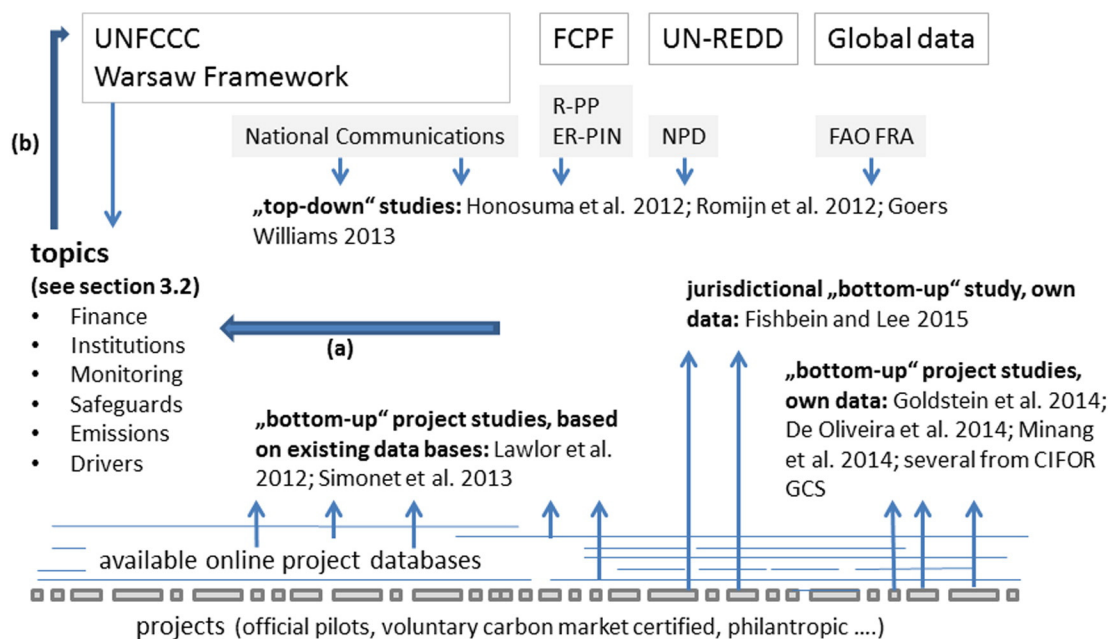 UNFCCC
Warsaw Framework
FCPF
UN-REDD
Global data
(b)
National Communications
R-PP
ER-PIN
NPD
FAO FRA
„top-down“ studies: Honosuma et al. 2012; Romijn et al. 2012; Goers
Williams 2013
topics
(see section 3.2)
• Finance
• Institutions
• Monitoring
• Safeguards
• Emissions
• Drivers
(a)
jurisdictional „bottom-up“ study, own
data: Fishbein and Lee 2015
„bottom-up“ project studies, based
on existing data bases: Lawlor et al.
2012; Simonet et al. 2013
„bottom-up“ project studies,
own data: Goldstein et al. 2014;
De Oliveira et al. 2014; Minang
et al. 2014; several from CIFOR
GCS
available online project databases
projects (official pilots, voluntary carbon market certified, philantropic ....)